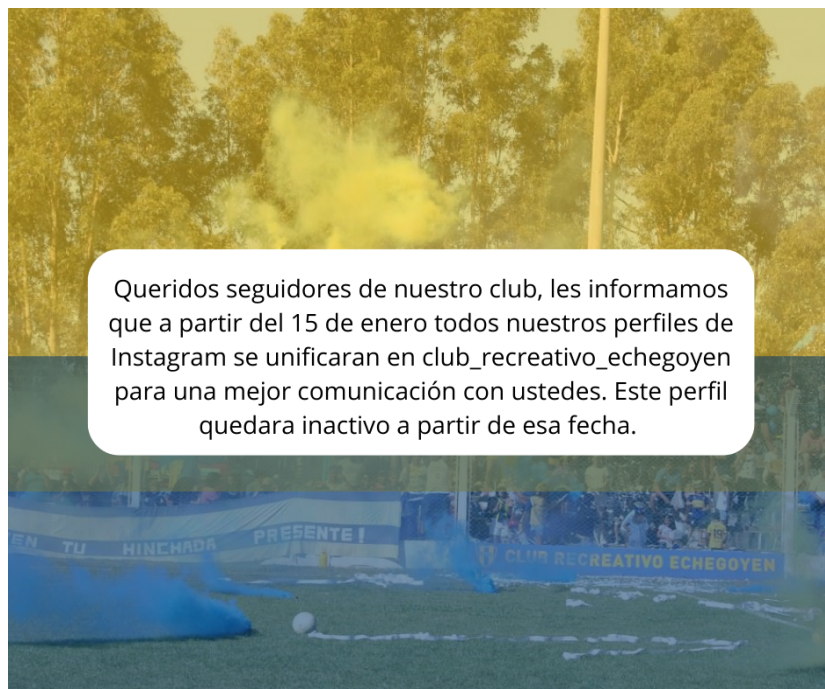 Queridos seguidores de nuestro club, les informamos
que a partir del 15 de enero todos nuestros perfiles de
Instagram se unificaran en club_recreativo_echegoyen
para una mejor comunicación con ustedes. Este perfil
quedara inactivo a partir de esa fecha.
TU HINCHADA PRESENTE!
CLUB RECREATIVO ECHEGOYEN